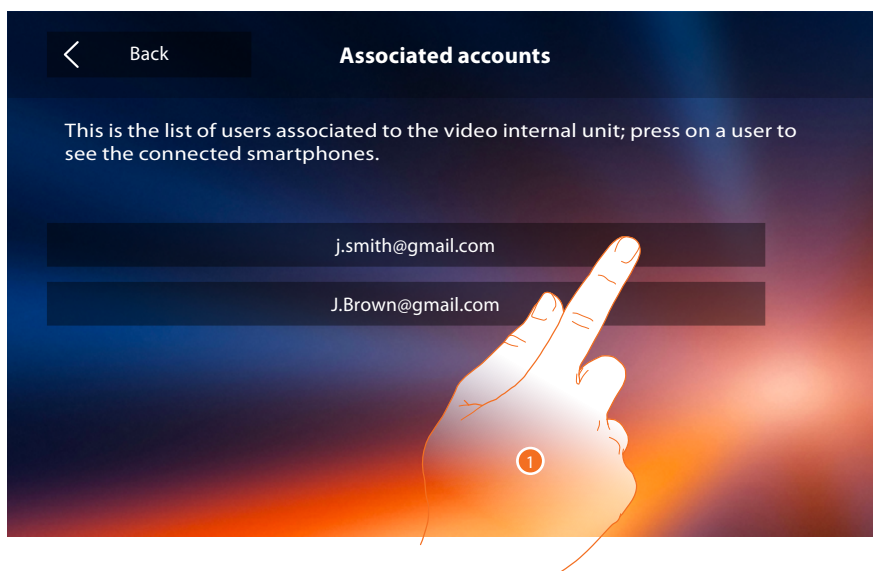 Back
Associated accounts
This is the list of users associated to the video internal unit; press on a user to
see the connected smartphones.
j.smith@gmail.com
J.Brown@gmail.com
1